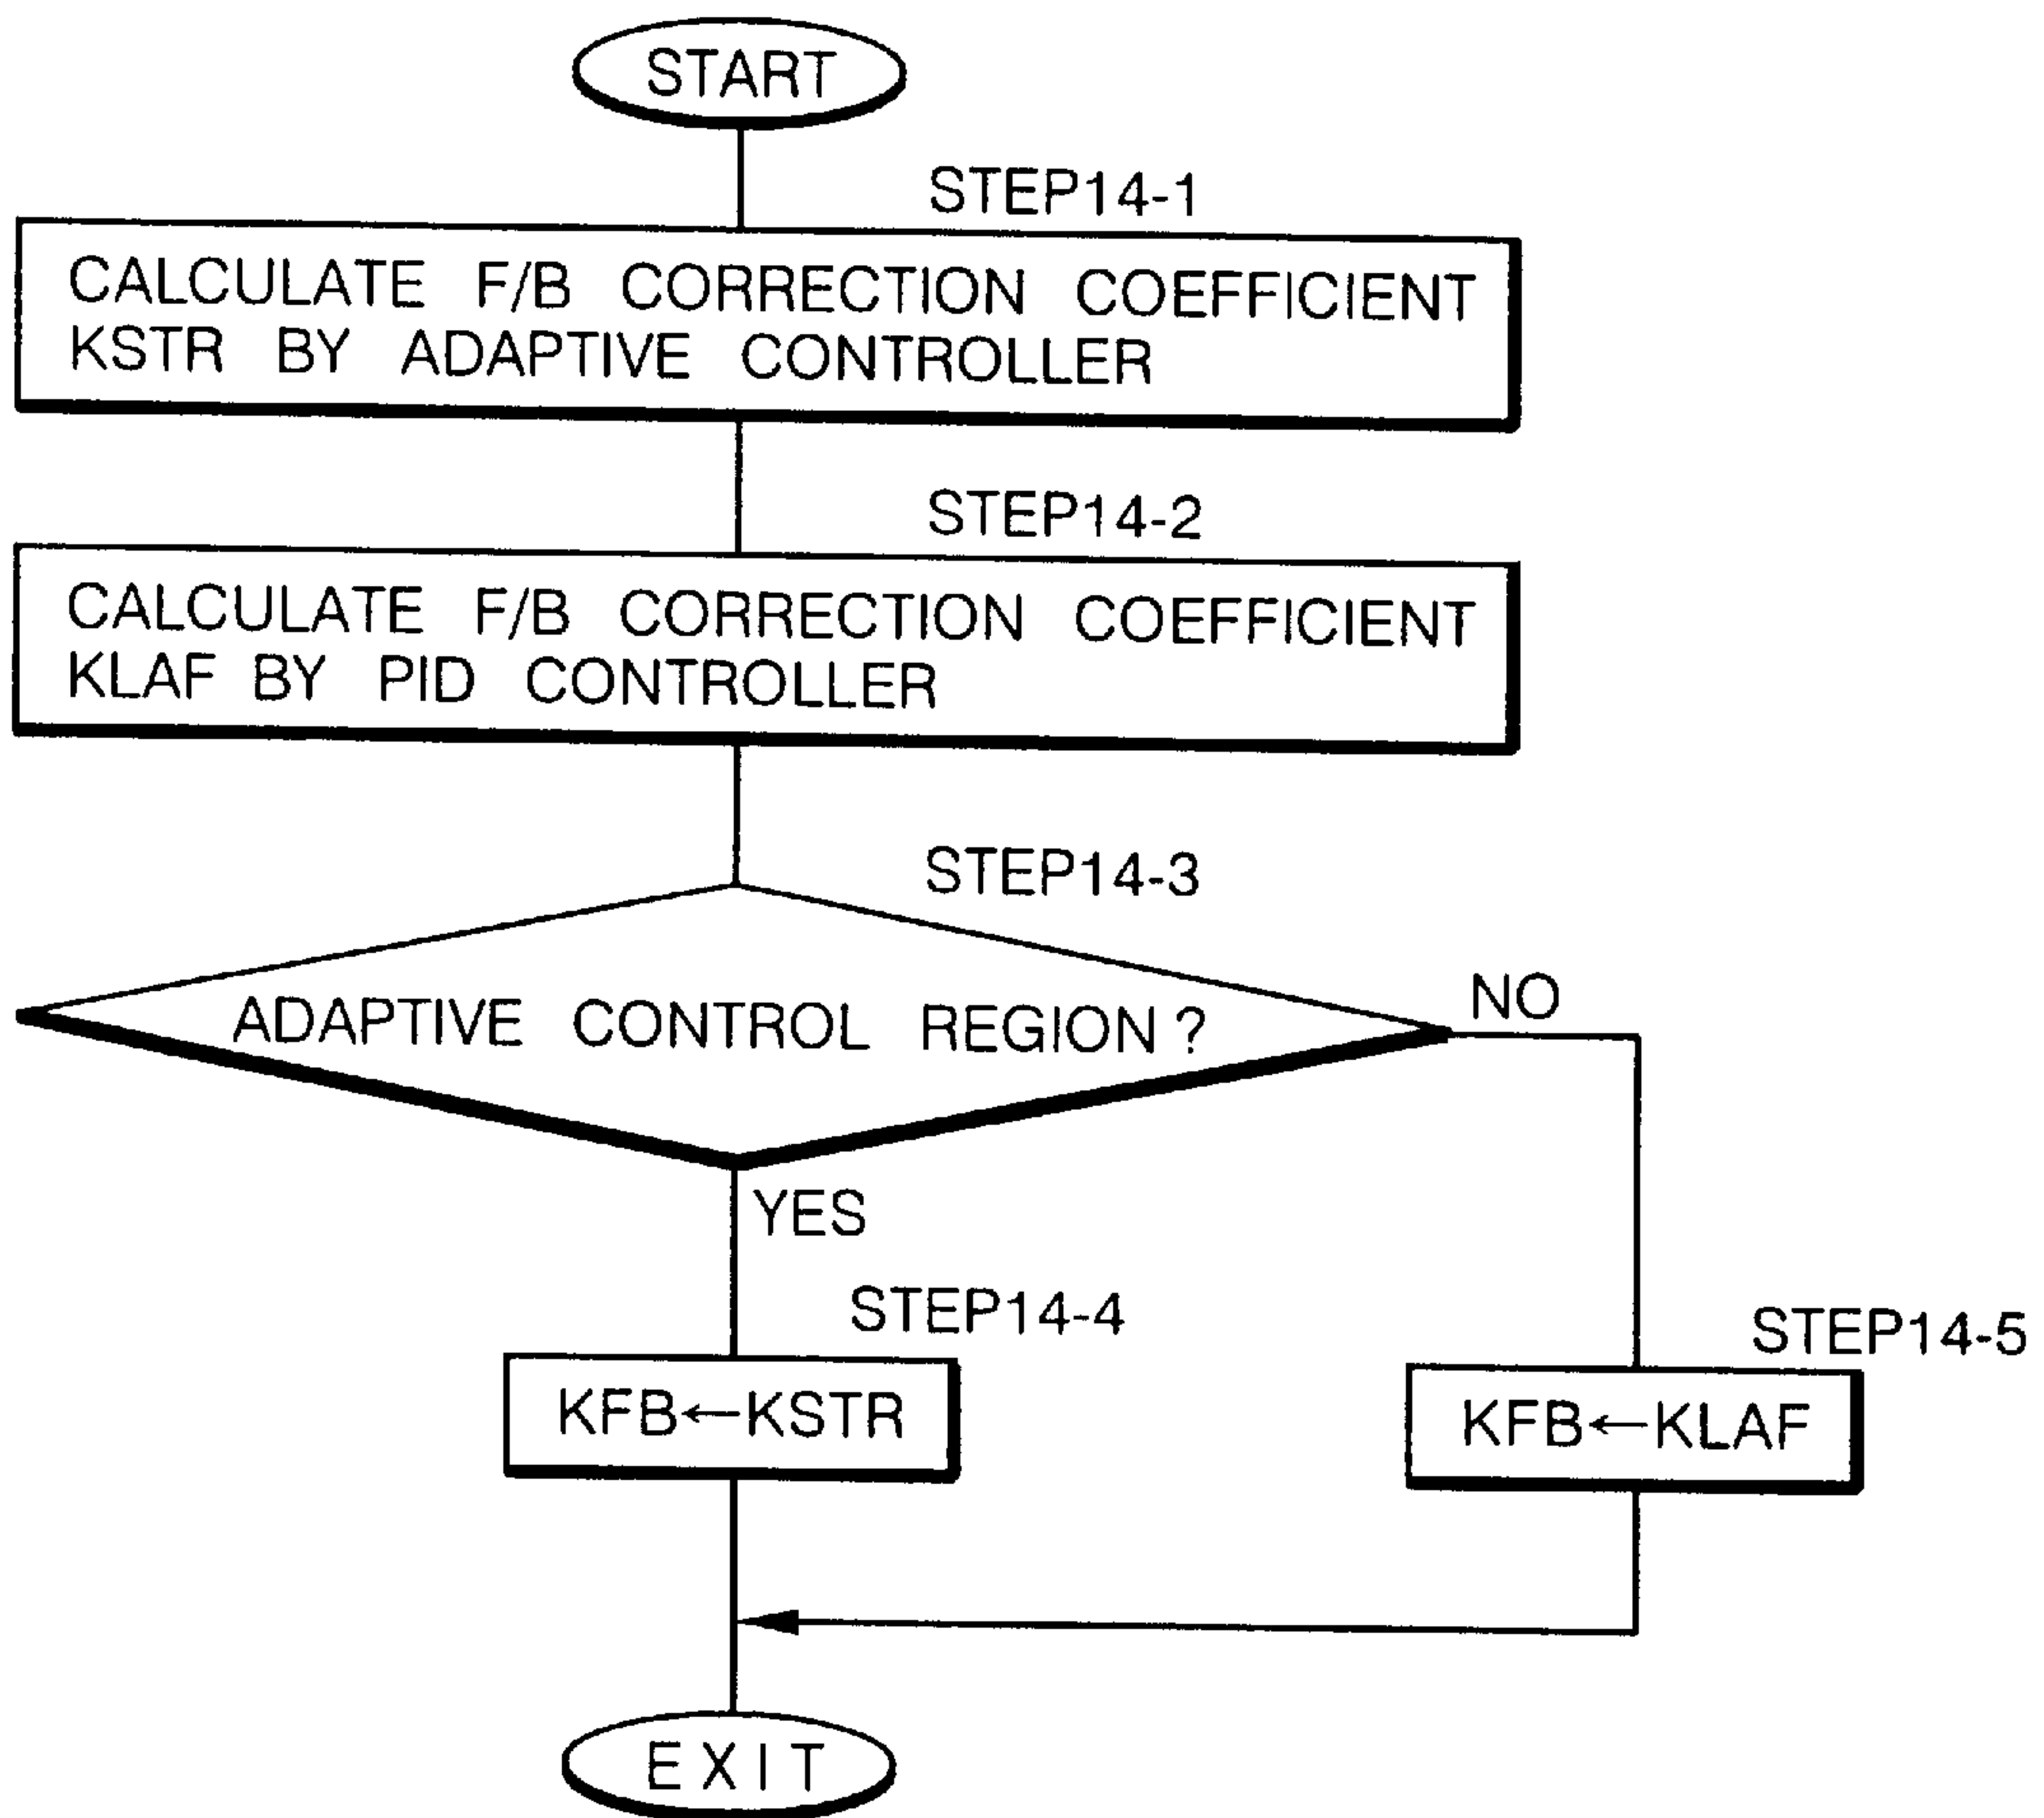 START
STEP14-1
CALCULATE F/B CORRECTION COEFFICIENT
KSTR BY ADAPTIVE CONTROLLER
STEP14-2
CALCULATE F/B CORRECTION COEFFICIENT
KLAF BY PID CONTROLLER
STEP14-3
ADAPTIVE CONTROL REGION?
NO
YES
STEP14-4
KFB←KSTR
STEP14-5
KFB←KLAF
EXIT